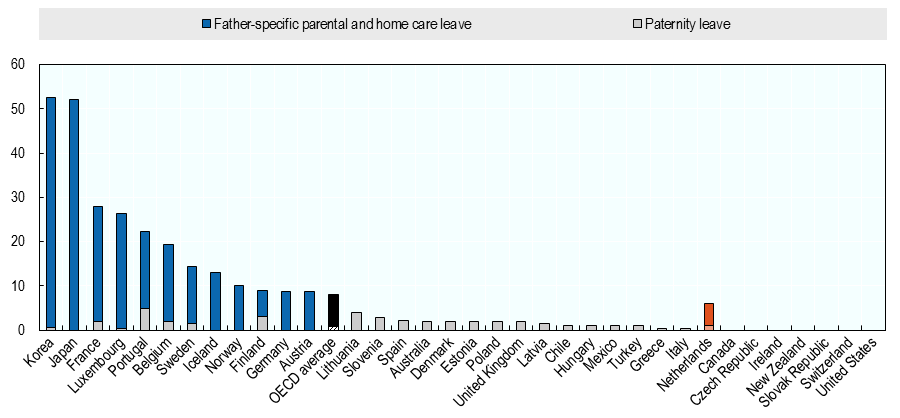 Father-specific parental and home care leave
Paternity leave
60
50
40
30
20
10
0
Korea
Japan
France
Luxembourg
Portugal
Belgium
Sweden
Iceland
Norway
Finland
Germany
Austria
OECD average
Lithuania
Slovenia
Spain
Australia
Denmark
Estonia
Poland
United Kingdom
Latvia
Chile
Hungary
Mexico
Turkey
Greece
Italy
Netherlands
Canada
Czech Republic
Ireland
New Zealand
Slovak Republic
Switzerland
United States